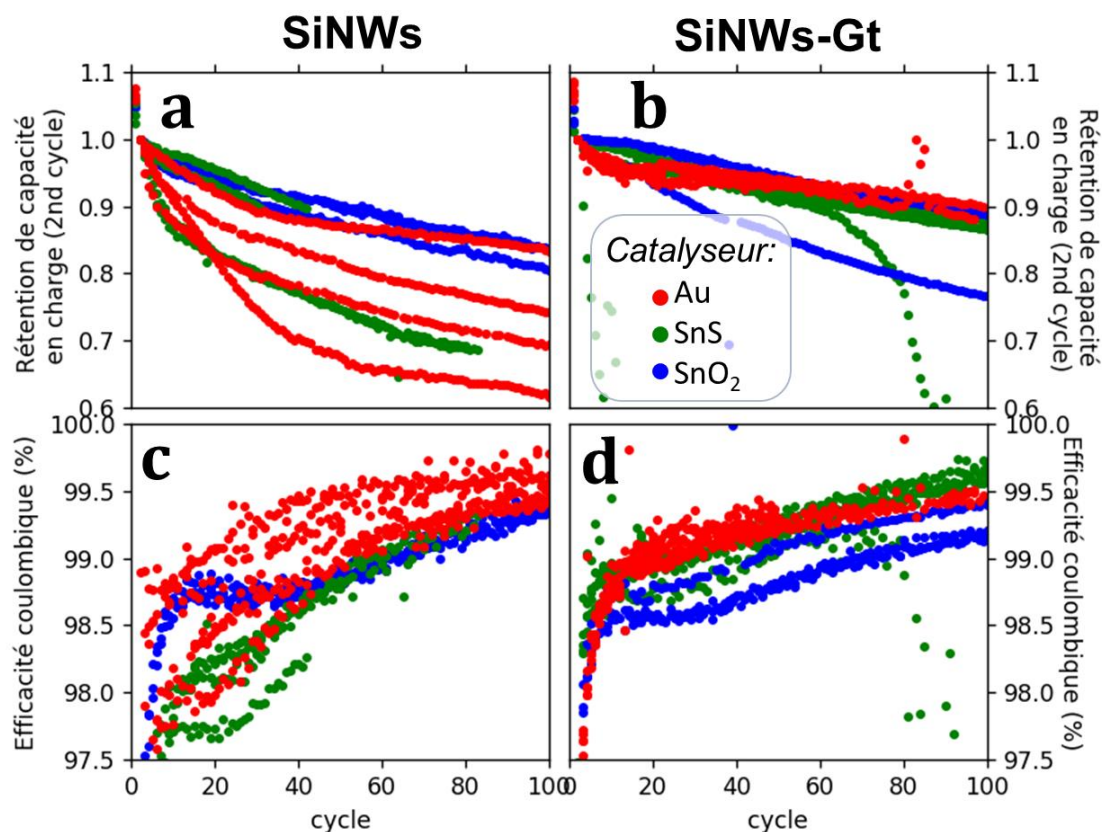 SiNWs
SiNWs-Gt
a
b
Rétention de capacité
en charge (2nd cycle)
1.1
1.0
0.9
0.8
0.7
0.6
Catalyseur:
Au
SnS
SnO₂
1.1
1.0
0.9
0.8
0.7
0.6
Rétention de capacité
en charge (2nd cycle)
c
d
Efficacité coulombique (%)
100.0
99.5
99.0
98.5
98.0
97.5
100.0
99.5
99.0
98.5
98.0
97.5
Efficacité coulombique (%)
0 20 40 60 80 100
0 20 40 60 80 100
cycle
cycle